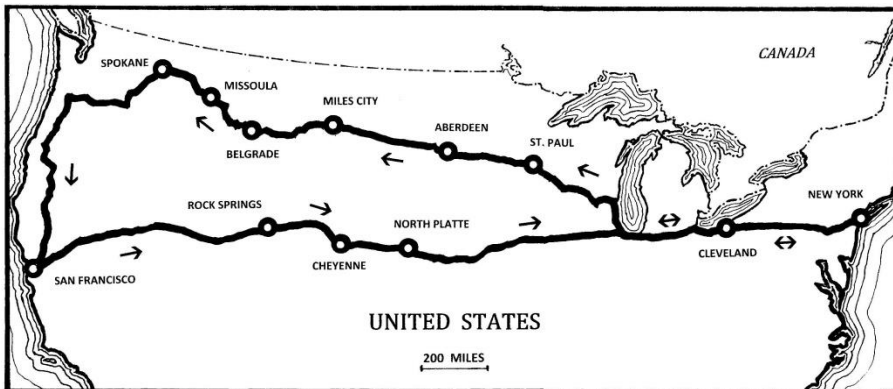 CANADA
SPOKANE
MISSOULA
MILES CITY
ABERDEEN
ST. PAUL
BELGRADE
NEW YORK
ROCK SPRINGS
NORTH PLATTE
CHEYENNE
CLEVELAND
SAN FRANCISCO
UNITED STATES
200 MILES